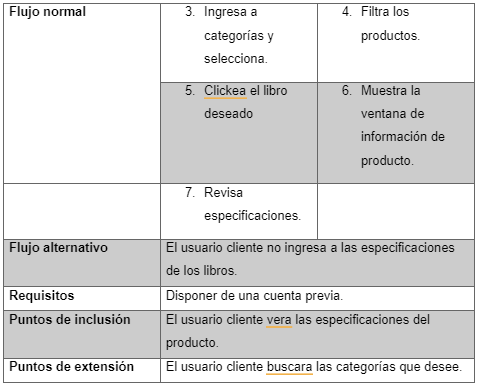 Flujo normal
3. Ingresa a
categorías y
selecciona.
4. Filtra los
productos.
5. Clickea el libro
deseado
6. Muestra la
ventana de
información de
producto.
7. Revisa
especificaciones.
Flujo alternativo
El usuario cliente no ingresa a las especificaciones
de los libros.
Requisitos
Disponer de una cuenta previa.
Puntos de inclusión
El usuario cliente vera las especificaciones del
producto.
Puntos de extensión
El usuario cliente buscara las categorías que desee.